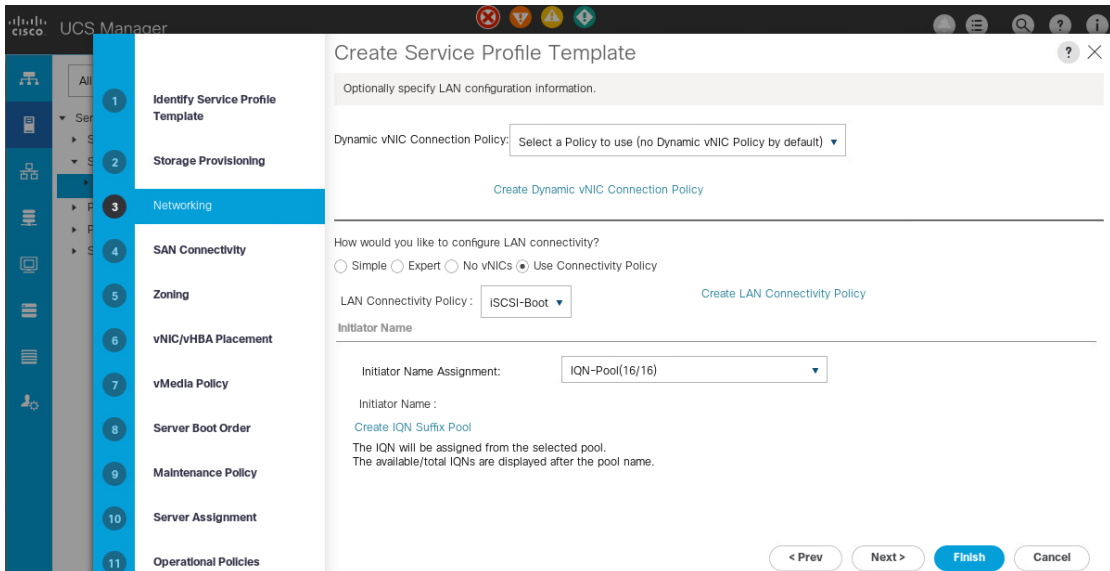 CISCO. UCS Manager
Create Service Profile Template
?
All
Optionally specify LAN configuration information.
1 Identify Service Profile
Template
Ser
Dynamic vNIC Connection Policy: Select a Policy to use (no Dynamic vNIC Policy by default)
2 Storage Provisioning
Create Dynamic vNIC Connection Policy
3 Networking
How would you like to configure LAN connectivity?
4 SAN Connectivity
Simple Expert No vNICs Use Connectivity Policy
5 Zoning
LAN Connectivity Policy : iSCSI-Boot
Create LAN Connectivity Policy
Initiator Name
6 vNIC/vHBA Placement
Initiator Name Assignment: IQN-Pool(16/16)
7 vMedia Policy
Initiator Name :
8 Server Boot Order
Create IQN Suffix Pool
The IQN will be assigned from the selected pool.
The available/total IQNs are displayed after the pool name.
9 Maintenance Policy
10 Server Assignment
11 Operational Policies
< Prev Next > Finish Cancel